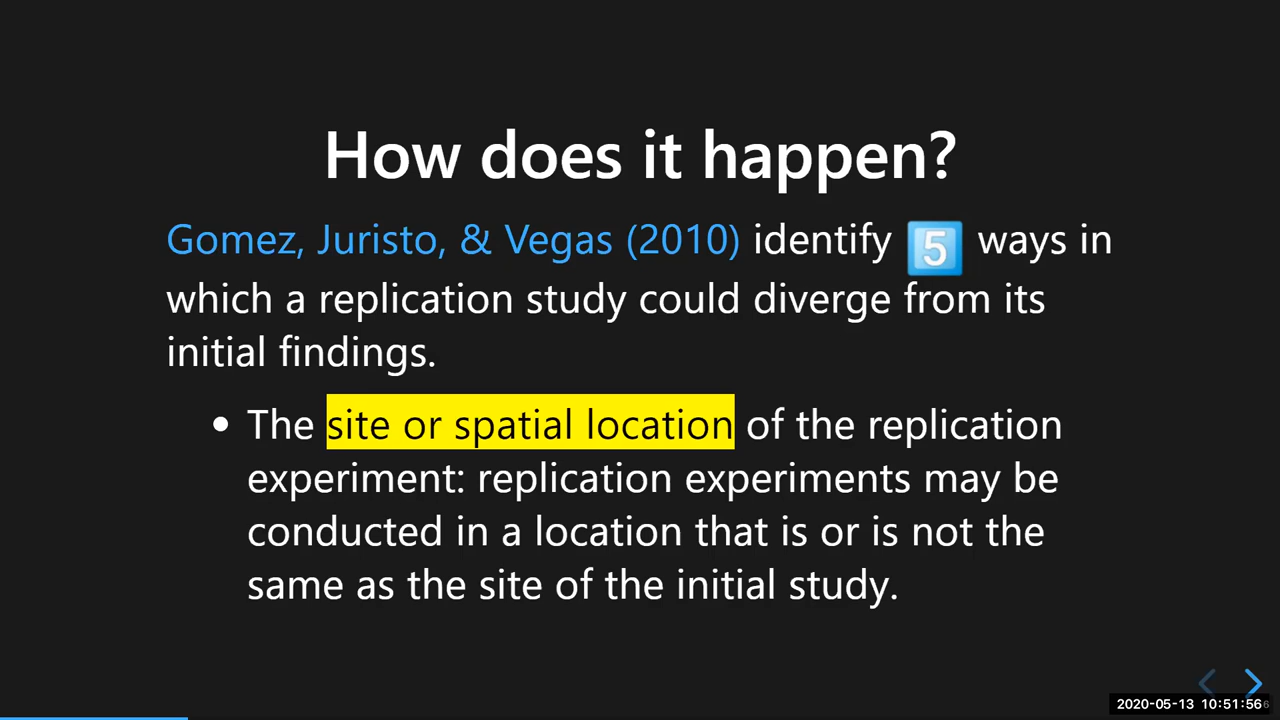 How does it happen?
Gomez, Juristo, & Vegas (2010) identify 5 ways in
which a replication study could diverge from its
initial findings.
• The site or spatial location of the replication
experiment: replication experiments may be
conducted in a location that is or is not the
same as the site of the initial study.
2020-05-13 10:51:56